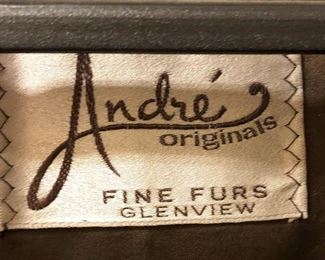 André
originals
FINE FURS
GLENVIEW